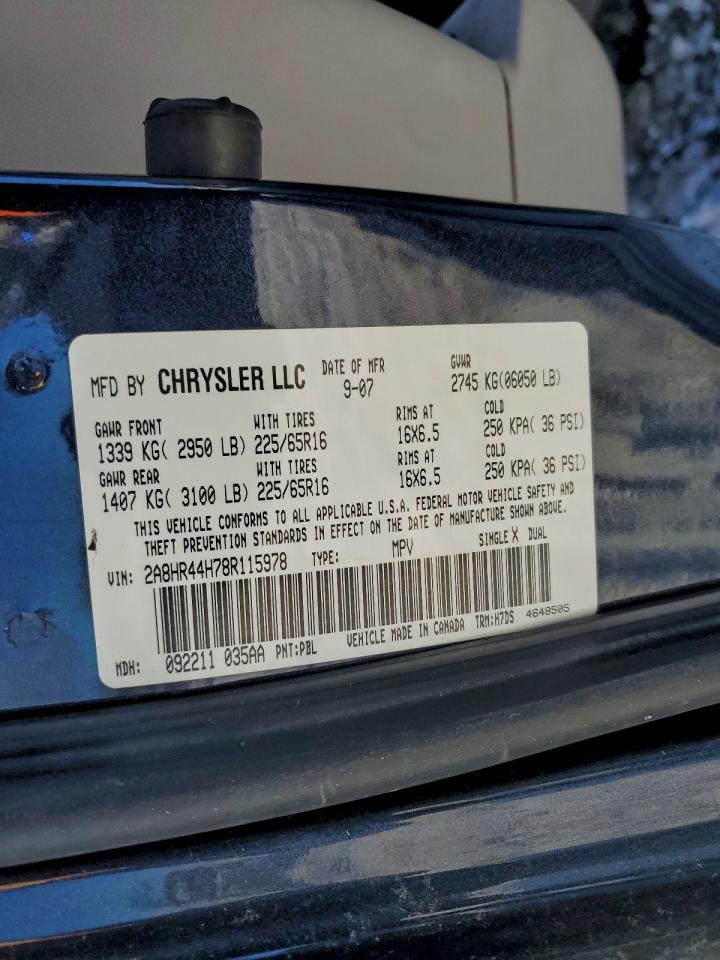 MFD BY CHRYSLER LLC DATE OF MFR 9-07 GVWR 2745 KG(06050 LB)
GAWR FRONT WITH TIRES RIMS AT COLD
1339 KG( 2950 LB) 225/65R16 16X6.5 250 KPA( 36 PSI)
GAWR REAR WITH TIRES RIMS AT COLD
1407 KG( 3100 LB) 225/65R16 16X6.5 250 KPA( 36 PSI)
THIS VEHICLE CONFORMS TO ALL APPLICABLE U.S.A. FEDERAL MOTOR VEHICLE SAFETY AND
THEFT PREVENTION STANDARDS IN EFFECT ON THE DATE OF MANUFACTURE SHOWN ABOVE.
VIN: 2A8HR44H78R115978 TYPE: MPV SINGLE X DUAL
MDH: 092211 035AA PNT:PBL VEHICLE MADE IN CANADA TRM:H7DS 4648505